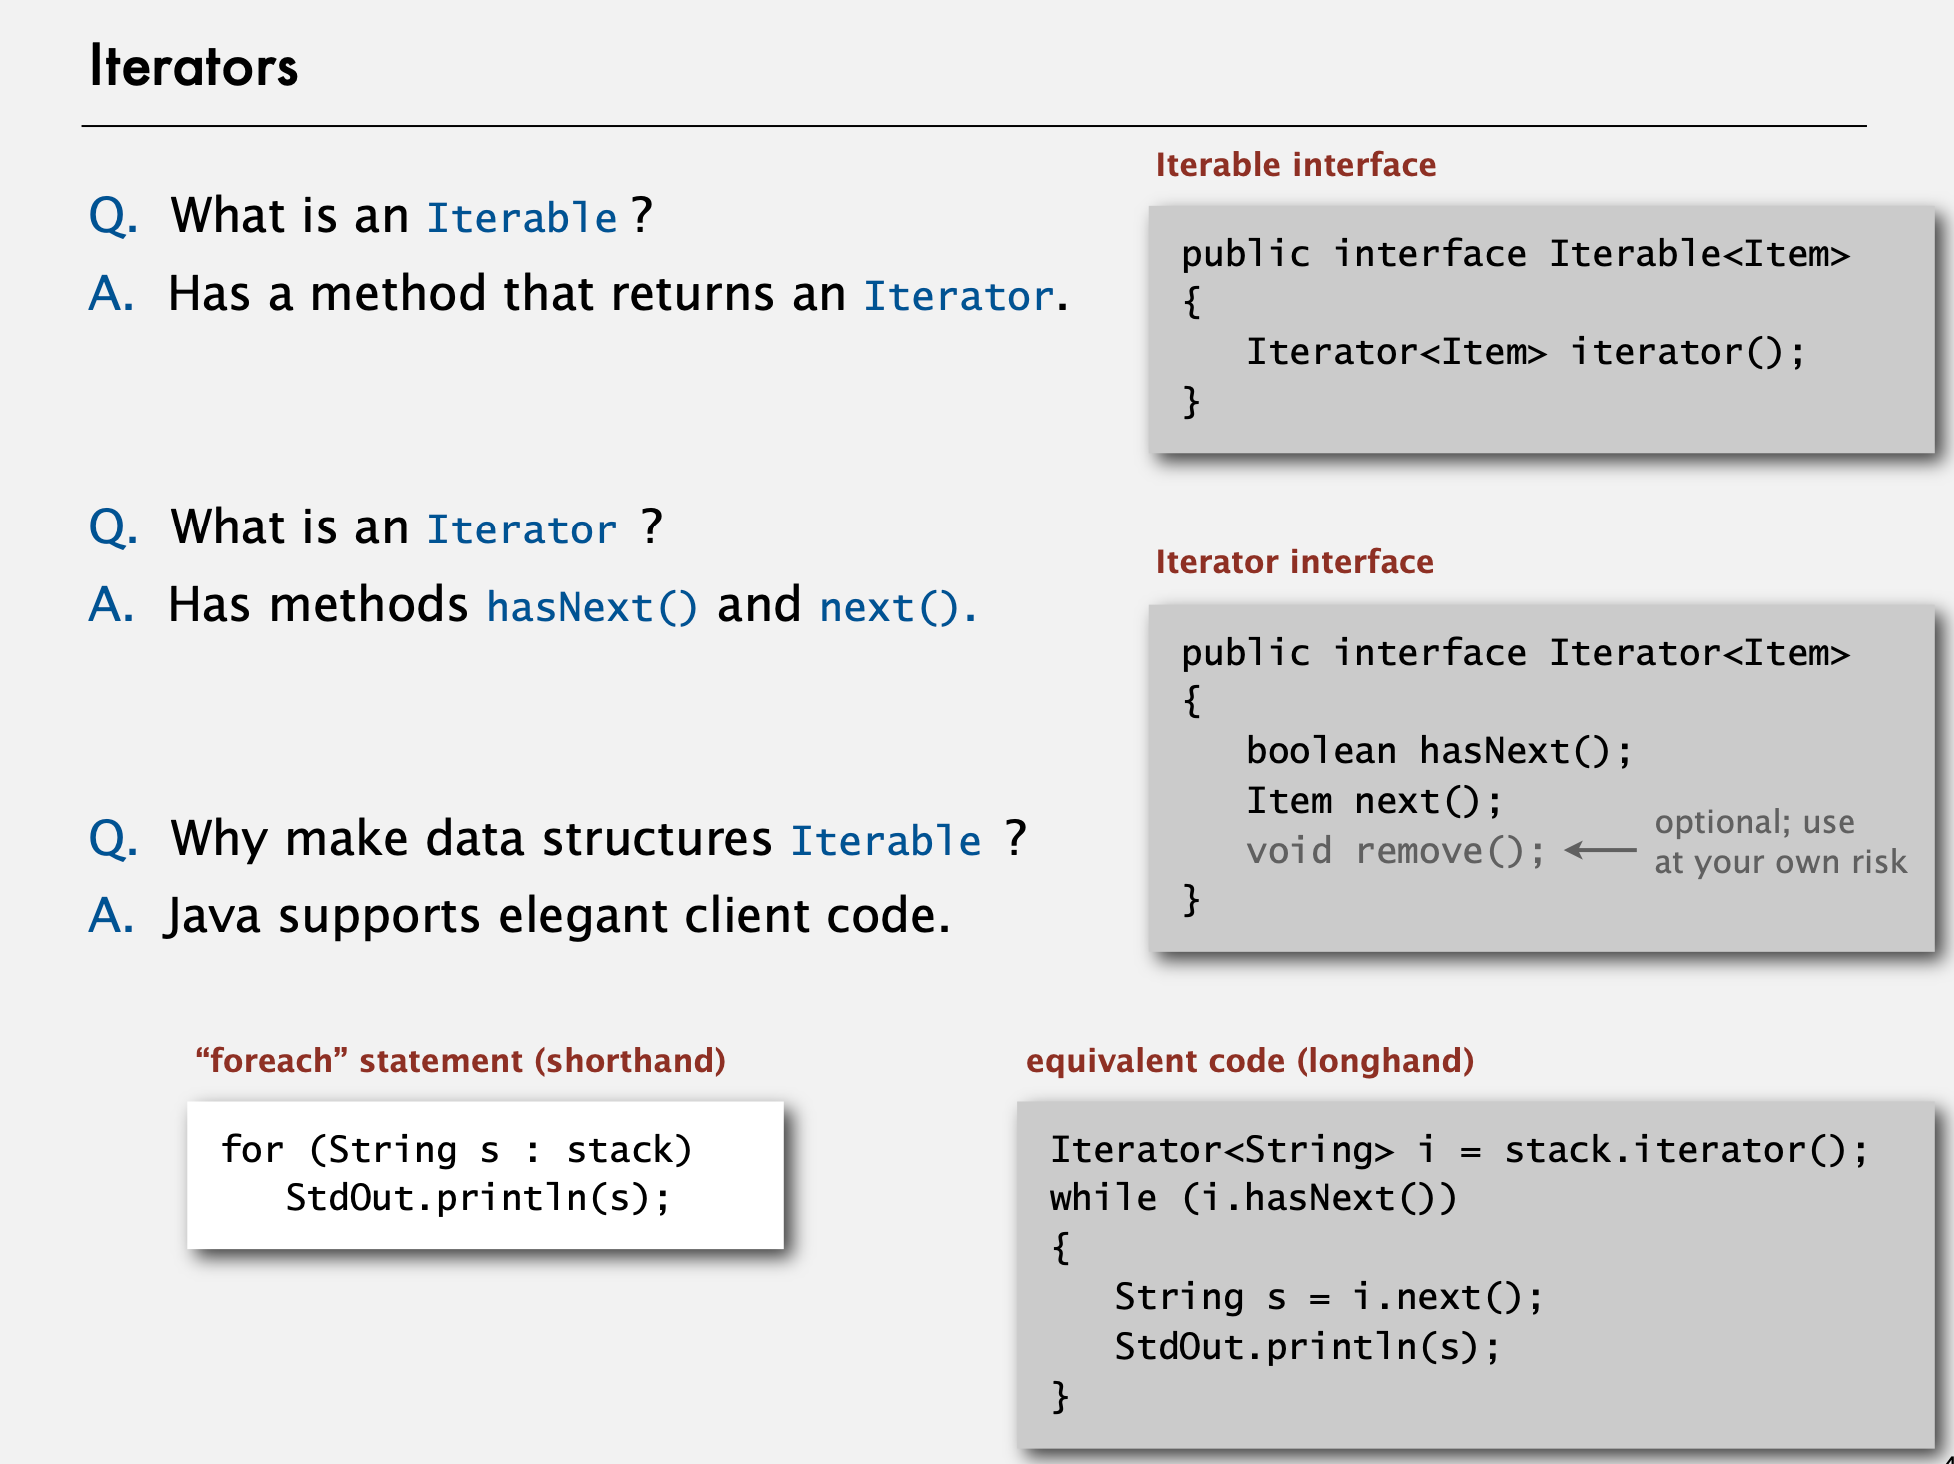 Iterators
Q. What is an Iterable ?
A. Has a method that returns an Iterator.
Iterable interface
public interface Iterable<Item>
{
   Iterator<Item> iterator();
}
Q. What is an Iterator ?
A. Has methods hasNext() and next().
Iterator interface
public interface Iterator<Item>
{
   boolean hasNext();
   Item next();
   void remove();
optional; use
at your own risk
}
Q. Why make data structures Iterable ?
A. Java supports elegant client code.
“foreach” statement (shorthand)
for (String s : stack)
   StdOut.println(s);
equivalent code (longhand)
Iterator<String> i = stack.iterator();
while (i.hasNext())
{
   String s = i.next();
   StdOut.println(s);
}